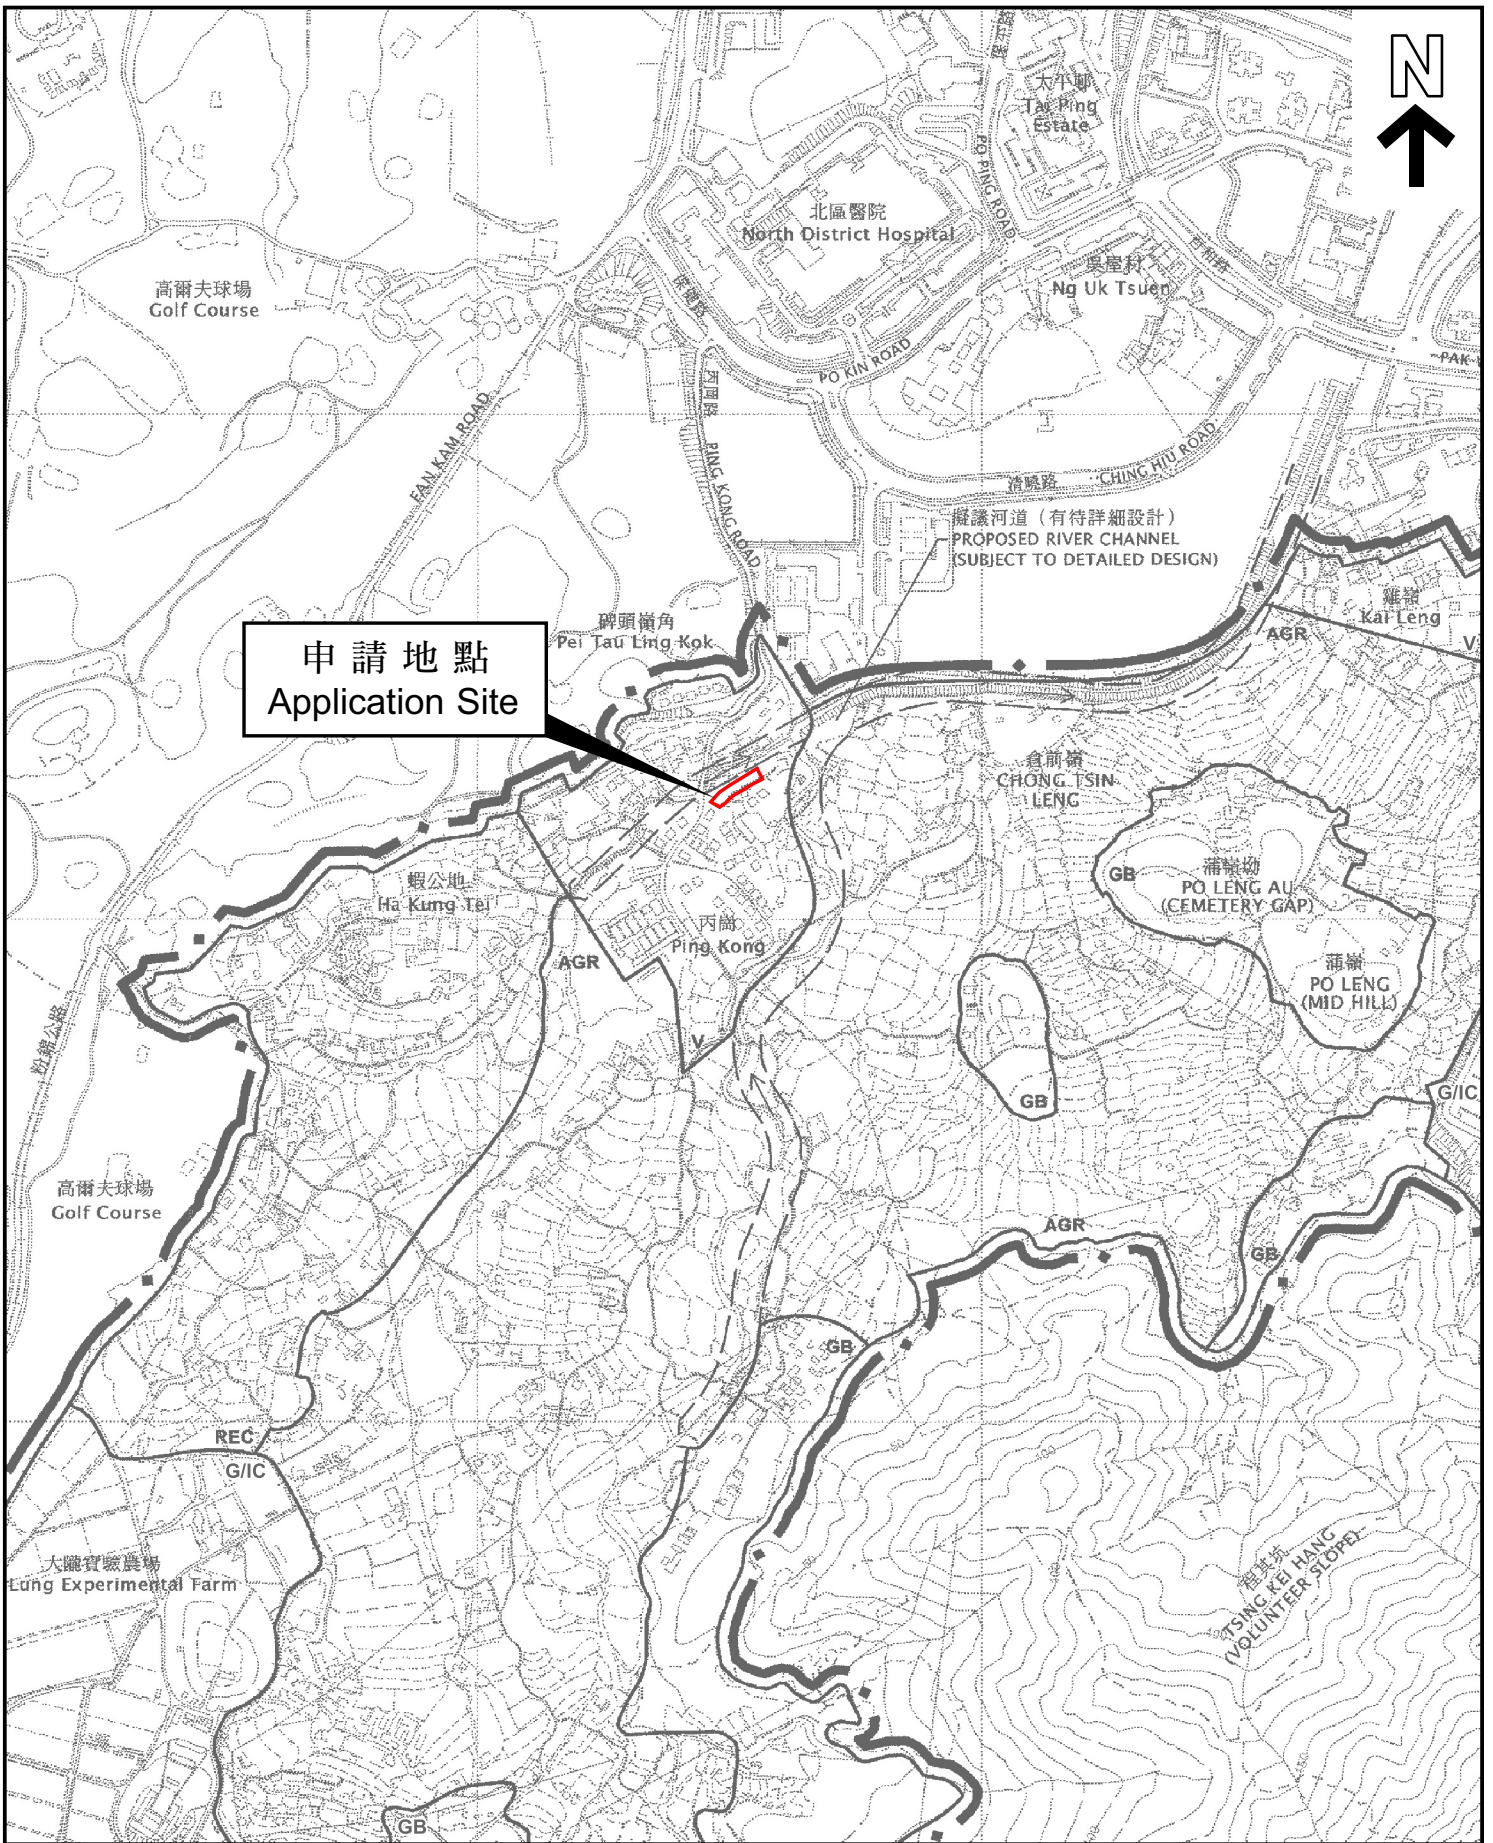 N
太平邨
Tai Ping
Estate
PO PING ROAD
北區醫院
North District Hospital
吳屋村
Ng Uk Tsuen
高爾夫球場
Golf Course
保健路
PO KIN ROAD
PAK
FAN KAM ROAD
丙崗路
PING KONG ROAD
清曉路
CHING HIU ROAD
擬議河道（有待詳細設計）
PROPOSED RIVER CHANNEL
(SUBJECT TO DETAILED DESIGN)
雞嶺
Kai Leng
AGR
V
碑頭嶺角
Pei Tau Ling Kok
申請地點
Application Site
倉前嶺
CHONG TSIN
LENG
GB
蒲嶺坳
PO LENG AU
(CEMETERY GAP)
蝦公地
Ha Kung Tei
丙崗
Ping Kong
AGR
蒲嶺
PO LENG
(MID HILL)
粉錦公路
V
GB
G/IC
高爾夫球場
Golf Course
AGR
GB
GB
REC
G/IC
大隴實驗農場
Lung Experimental Farm
程其坑
TSING KEI HANG
(VOLUNTEER SLOPE)
GB